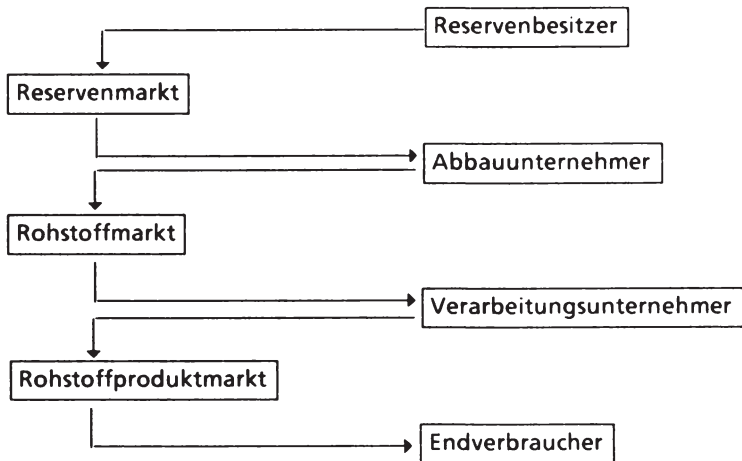 Reservenbesitzer
Reservenmarkt
Abbauunternehmer
Rohstoffmarkt
Verarbeitungsunternehmer
Rohstoffproduktmarkt
Endverbraucher